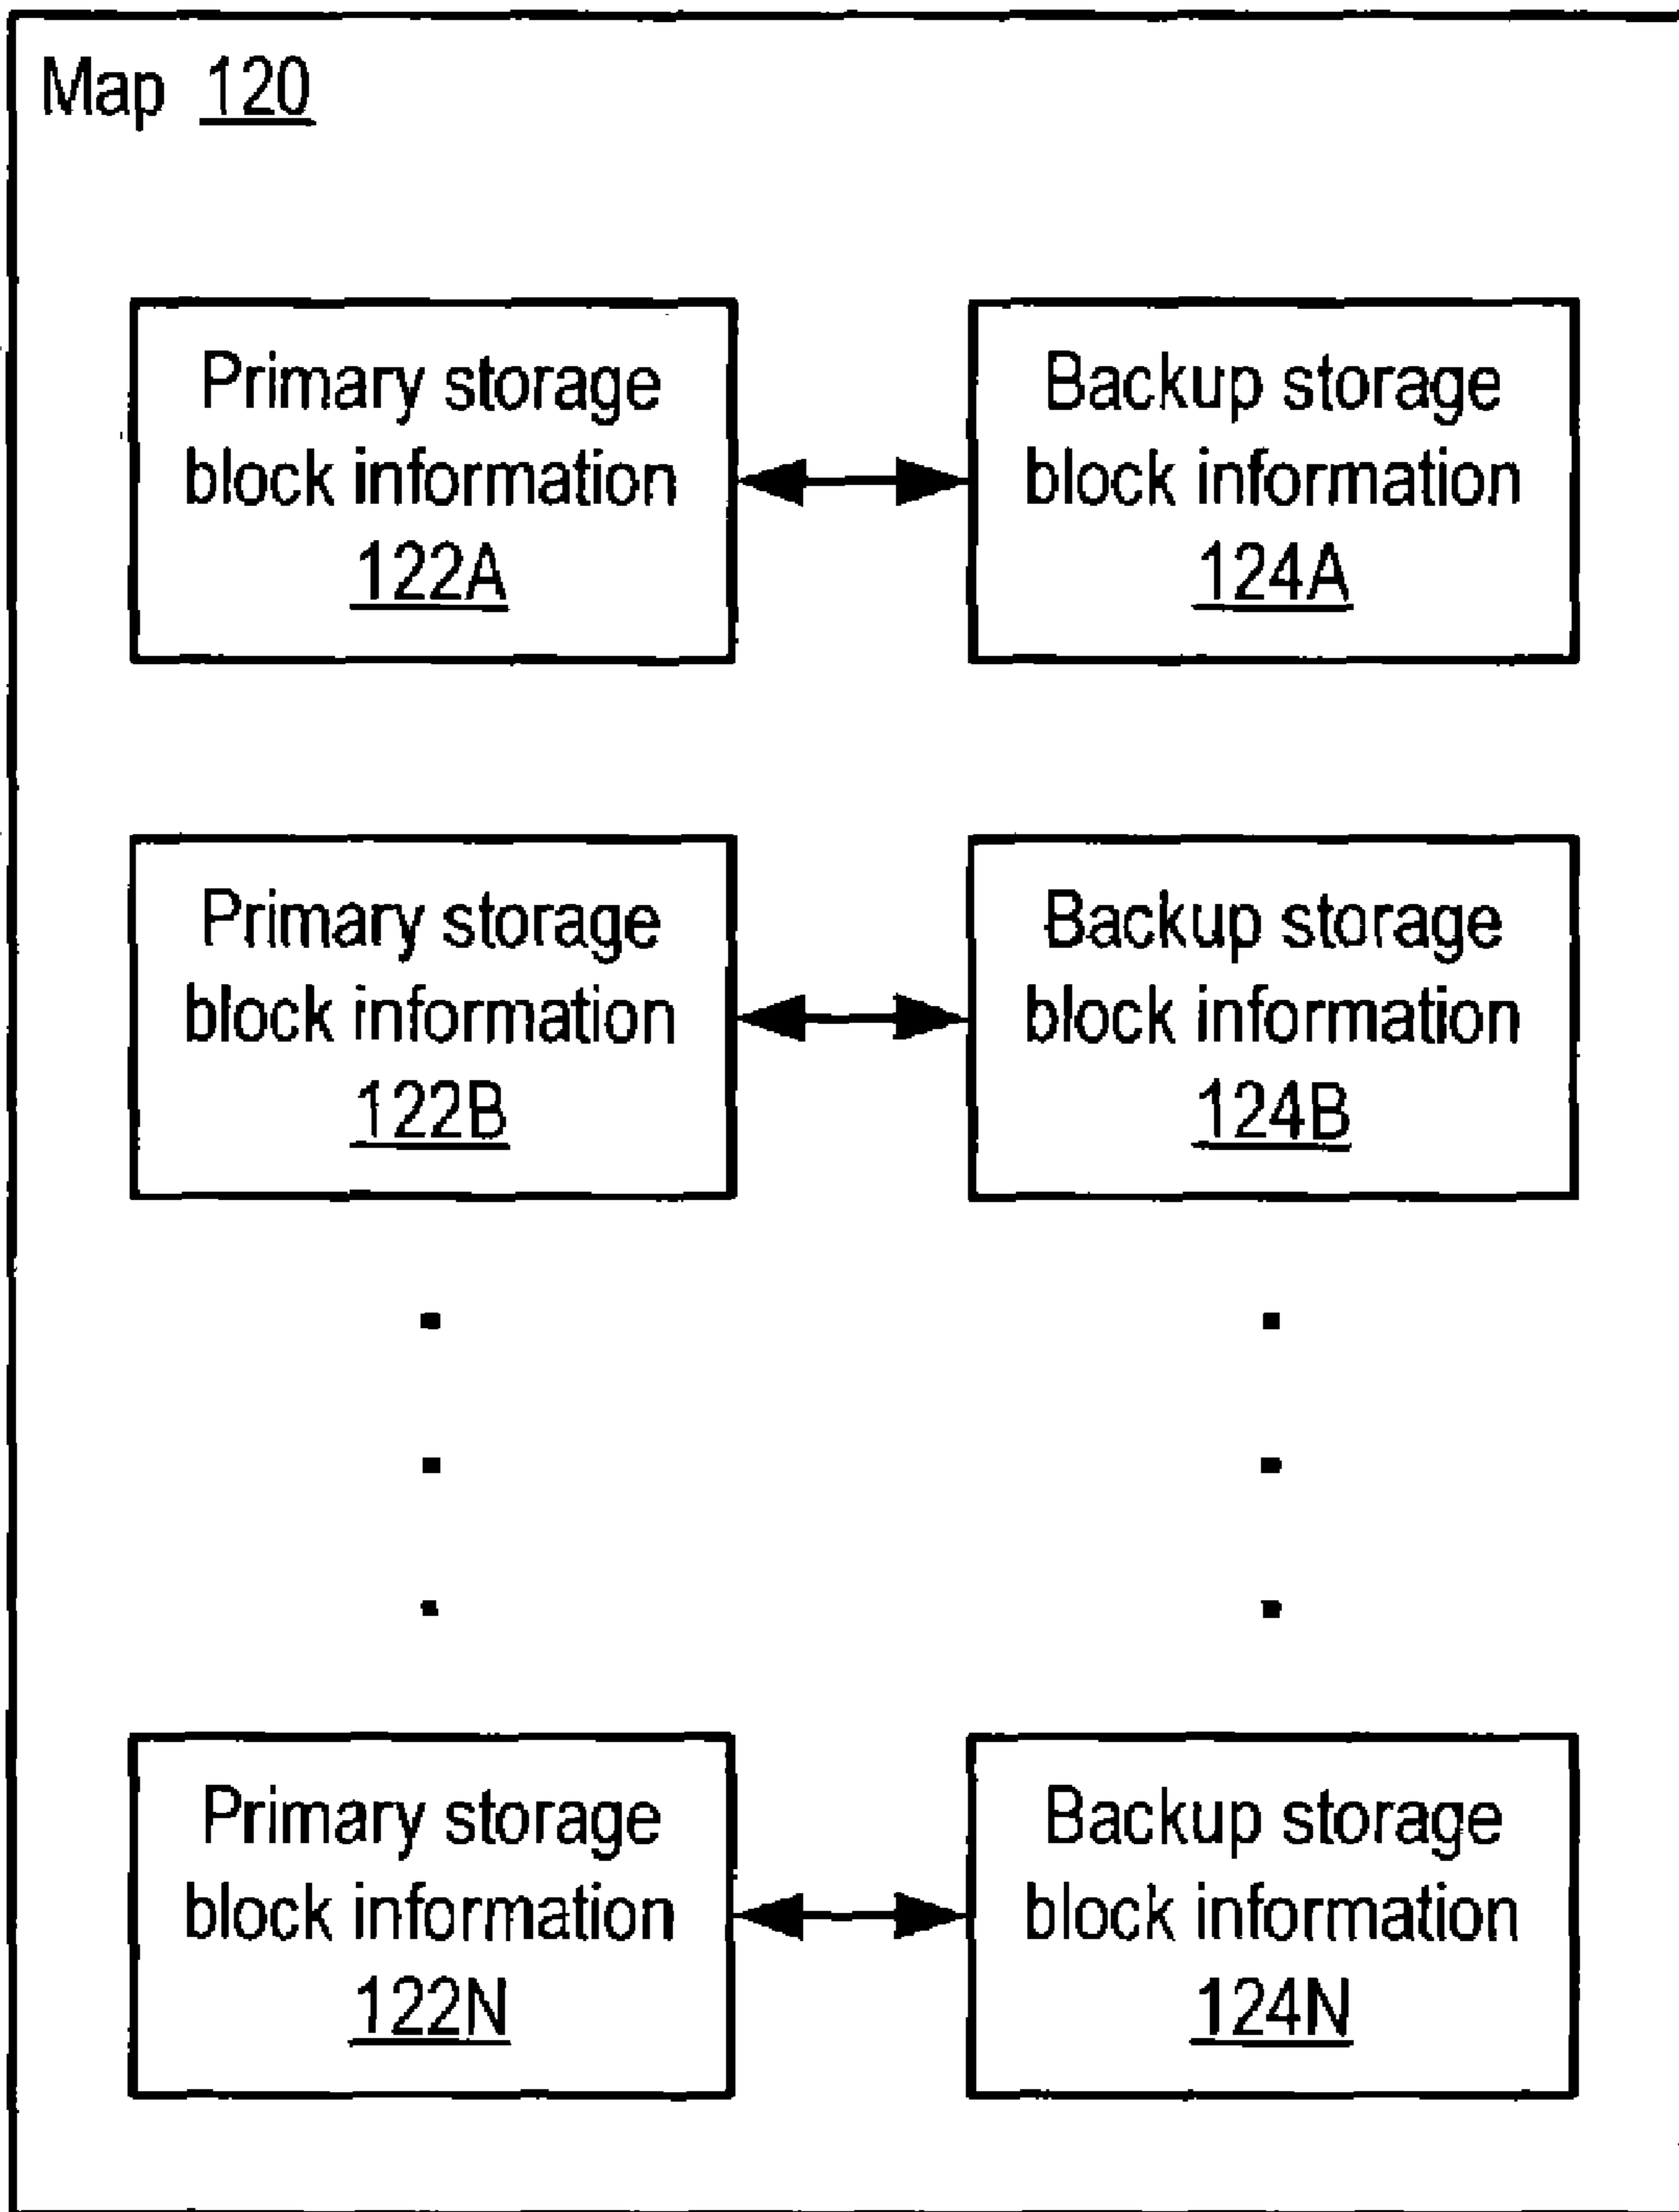 Map 120
Primary storage
block information
122A
Backup storage
block information
124A
Primary storage
block information
122B
Backup storage
block information
124B
Primary storage
block information
122N
Backup storage
block information
124N